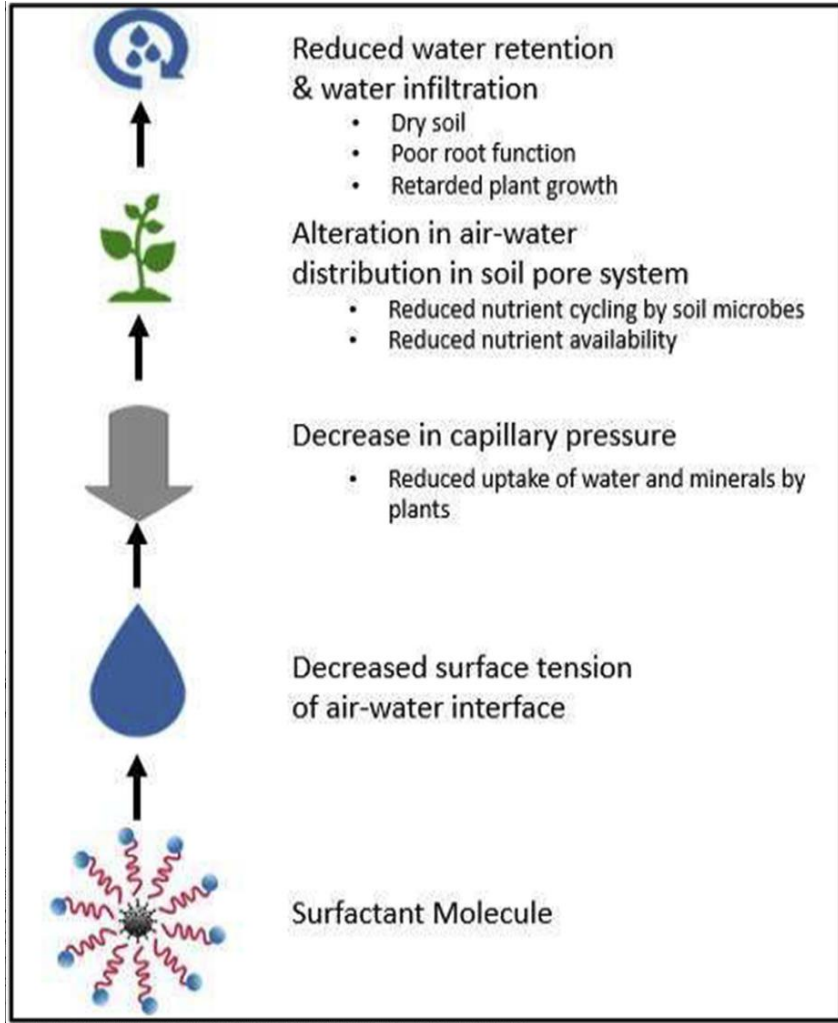 Reduced water retention
& water infiltration
• Dry soil
• Poor root function
• Retarded plant growth
Alteration in air-water
distribution in soil pore system
• Reduced nutrient cycling by soil microbes
• Reduced nutrient availability
Decrease in capillary pressure
• Reduced uptake of water and minerals by
plants
Decreased surface tension
of air-water interface
Surfactant Molecule